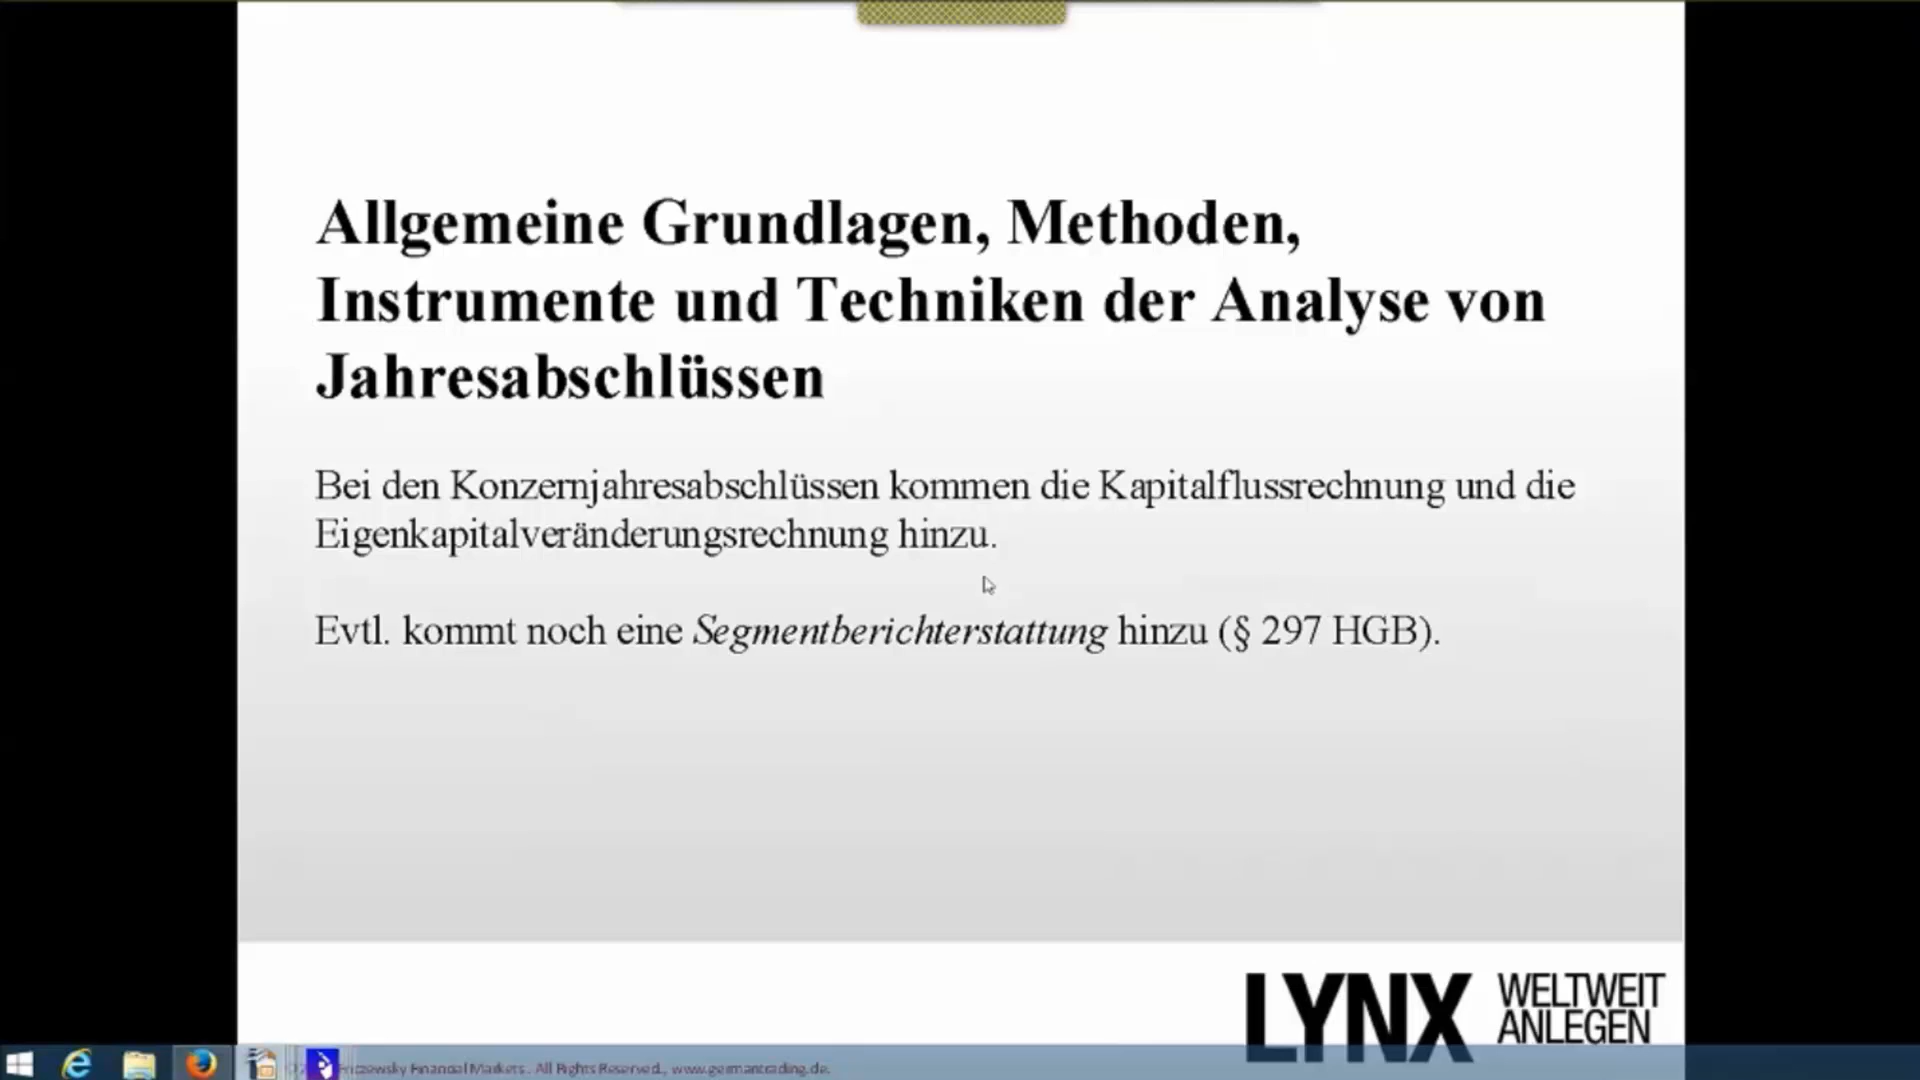 Allgemeine Grundlagen, Methoden,
Instrumente und Techniken der Analyse von
Jahresabschlüssen
Bei den Konzernjahresabschlüssen kommen die Kapitalflussrechnung und die
Eigenkapitalveränderungsrechnung hinzu.
Evtl. kommt noch eine Segmentberichterstattung hinzu (§ 297 HGB).
LYNX WELTWEIT
ANLEGEN
Financial Markets. All Rights Reserved., www.germantrading.de.